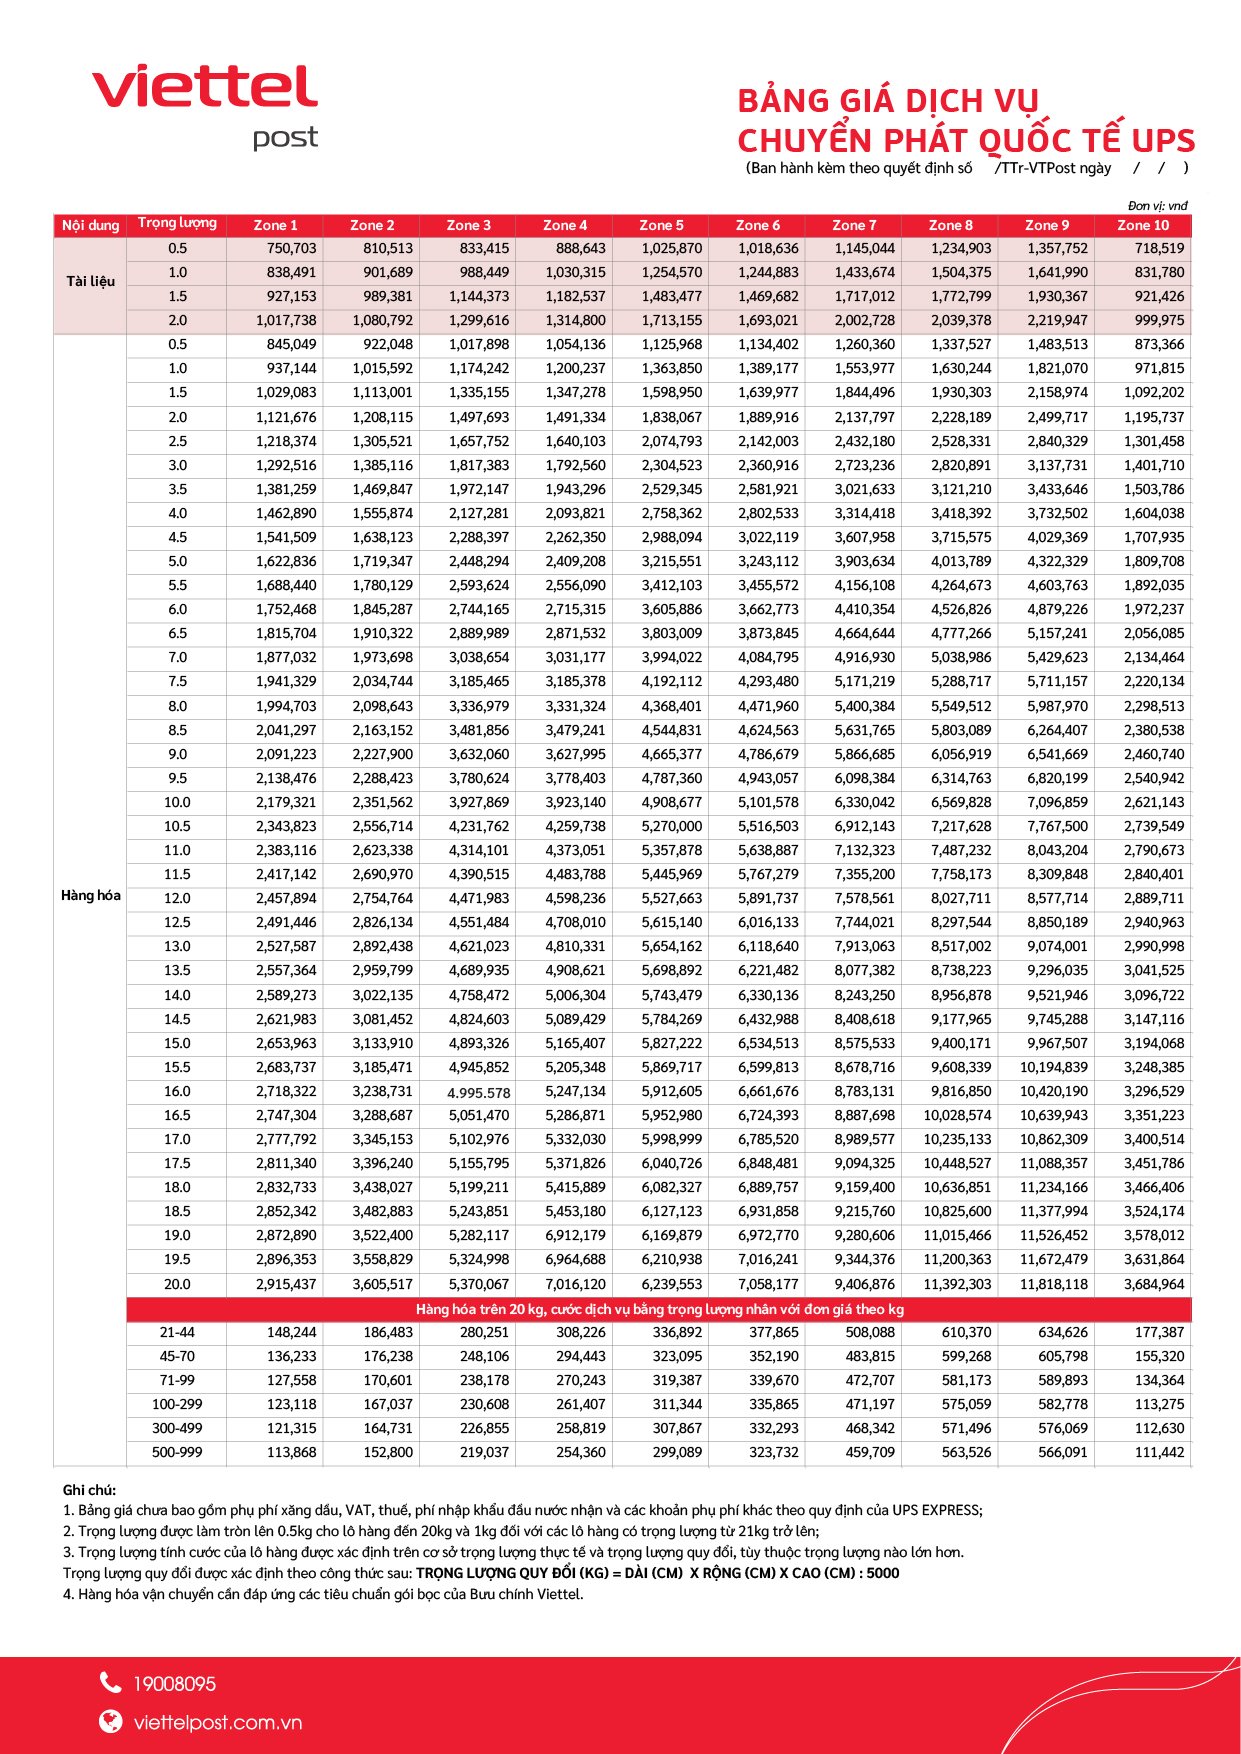 viettel
post
BẢNG GIÁ DỊCH VỤ
CHUYỂN PHÁT QUỐC TẾ UPS
(Ban hành kèm theo quyết định số /TTr-VTPost ngày / / )
Đơn vị: vnđ
Nội dung Trọng lượng Zone 1 Zone 2 Zone 3 Zone 4 Zone 5 Zone 6 Zone 7 Zone 8 Zone 9 Zone 10
Tài liệu
0.5 750,703 810,513 833,415 888,643 1,025,870 1,018,636 1,145,044 1,234,903 1,357,752 718,519
1.0 838,491 901,689 988,449 1,030,315 1,254,570 1,244,883 1,433,674 1,504,375 1,641,990 831,780
1.5 927,153 989,381 1,144,373 1,182,537 1,483,477 1,469,682 1,717,012 1,772,799 1,930,367 921,426
2.0 1,017,738 1,080,792 1,299,616 1,314,800 1,713,155 1,693,021 2,002,728 2,039,378 2,219,947 999,975
Hàng hóa
0.5 845,049 922,048 1,017,898 1,054,136 1,125,968 1,134,402 1,260,360 1,337,527 1,483,513 873,366
1.0 937,144 1,015,592 1,174,242 1,200,237 1,363,850 1,389,177 1,553,977 1,630,244 1,821,070 971,815
1.5 1,029,083 1,113,001 1,335,155 1,347,278 1,598,950 1,639,977 1,844,496 1,930,303 2,158,974 1,092,202
2.0 1,121,676 1,208,115 1,497,693 1,491,334 1,838,067 1,889,916 2,137,797 2,228,189 2,499,717 1,195,737
2.5 1,218,374 1,305,521 1,657,752 1,640,103 2,074,793 2,142,003 2,432,180 2,528,331 2,840,329 1,301,458
3.0 1,292,516 1,385,116 1,817,383 1,792,560 2,304,523 2,360,916 2,723,236 2,820,891 3,137,731 1,401,710
3.5 1,381,259 1,469,847 1,972,147 1,943,296 2,529,345 2,581,921 3,021,633 3,121,210 3,433,646 1,503,786
4.0 1,462,890 1,555,874 2,127,281 2,093,821 2,758,362 2,802,533 3,314,418 3,418,392 3,732,502 1,604,038
4.5 1,541,509 1,638,123 2,288,397 2,262,350 2,988,094 3,022,119 3,607,958 3,715,575 4,029,369 1,707,935
5.0 1,622,836 1,719,347 2,448,294 2,409,208 3,215,551 3,243,112 3,903,634 4,013,789 4,322,329 1,809,708
5.5 1,688,440 1,780,129 2,593,624 2,556,090 3,412,103 3,455,572 4,156,108 4,264,673 4,603,763 1,892,035
6.0 1,752,468 1,845,287 2,744,165 2,715,315 3,605,886 3,662,773 4,410,354 4,526,826 4,879,226 1,972,237
6.5 1,815,704 1,910,322 2,889,989 2,871,532 3,803,009 3,873,845 4,664,644 4,777,266 5,157,241 2,056,085
7.0 1,877,032 1,973,698 3,038,654 3,031,177 3,994,022 4,084,795 4,916,930 5,038,986 5,429,623 2,134,464
7.5 1,941,329 2,034,744 3,185,465 3,185,378 4,192,112 4,293,480 5,171,219 5,288,717 5,711,157 2,220,134
8.0 1,994,703 2,098,643 3,336,979 3,331,324 4,368,401 4,471,960 5,400,384 5,549,512 5,987,970 2,298,513
8.5 2,041,297 2,163,152 3,481,856 3,479,241 4,544,831 4,624,563 5,631,765 5,803,089 6,264,407 2,380,538
9.0 2,091,223 2,227,900 3,632,060 3,627,995 4,665,377 4,786,679 5,866,685 6,056,919 6,541,669 2,460,740
9.5 2,138,476 2,288,423 3,780,624 3,778,403 4,787,360 4,943,057 6,098,384 6,314,763 6,820,199 2,540,942
10.0 2,179,321 2,351,562 3,927,869 3,923,140 4,908,677 5,101,578 6,330,042 6,569,828 7,096,859 2,621,143
10.5 2,343,823 2,556,714 4,231,762 4,259,738 5,270,000 5,516,503 6,912,143 7,217,628 7,767,500 2,739,549
11.0 2,383,116 2,623,338 4,314,101 4,373,051 5,357,878 5,638,887 7,132,323 7,487,232 8,043,204 2,790,673
11.5 2,417,142 2,690,970 4,390,515 4,483,788 5,445,969 5,767,279 7,355,200 7,758,173 8,309,848 2,840,401
12.0 2,457,894 2,754,764 4,471,983 4,598,236 5,527,663 5,891,737 7,578,561 8,027,711 8,577,714 2,889,711
12.5 2,491,446 2,826,134 4,551,484 4,708,010 5,615,140 6,016,133 7,744,021 8,297,544 8,850,189 2,940,963
13.0 2,527,587 2,892,438 4,621,023 4,810,331 5,654,162 6,118,640 7,913,063 8,517,002 9,074,001 2,990,998
13.5 2,557,364 2,959,799 4,689,935 4,908,621 5,698,892 6,221,482 8,077,382 8,738,223 9,296,035 3,041,525
14.0 2,589,273 3,022,135 4,758,472 5,006,304 5,743,479 6,330,136 8,243,250 8,956,878 9,521,946 3,096,722
14.5 2,621,983 3,081,452 4,824,603 5,089,429 5,784,269 6,432,988 8,408,618 9,177,965 9,745,288 3,147,116
15.0 2,653,963 3,133,910 4,893,326 5,165,407 5,827,222 6,534,513 8,575,533 9,400,171 9,967,507 3,194,068
15.5 2,683,737 3,185,471 4,945,852 5,205,348 5,869,717 6,599,813 8,678,716 9,608,339 10,194,839 3,248,385
16.0 2,718,322 3,238,731 4.995.578 5,247,134 5,912,605 6,661,676 8,783,131 9,816,850 10,420,190 3,296,529
16.5 2,747,304 3,288,687 5,051,470 5,286,871 5,952,980 6,724,393 8,887,698 10,028,574 10,639,943 3,351,223
17.0 2,777,792 3,345,153 5,102,976 5,332,030 5,998,999 6,785,520 8,989,577 10,235,133 10,862,309 3,400,514
17.5 2,811,340 3,396,240 5,155,795 5,371,826 6,040,726 6,848,481 9,094,325 10,448,527 11,088,357 3,451,786
18.0 2,832,733 3,438,027 5,199,211 5,415,889 6,082,327 6,889,757 9,159,400 10,636,851 11,234,166 3,466,406
18.5 2,852,342 3,482,883 5,243,851 5,453,180 6,127,123 6,931,858 9,215,760 10,825,600 11,377,994 3,524,174
19.0 2,872,890 3,522,400 5,282,117 6,912,179 6,169,879 6,972,770 9,280,606 11,015,466 11,526,452 3,578,012
19.5 2,896,353 3,558,829 5,324,998 6,964,688 6,210,938 7,016,241 9,344,376 11,200,363 11,672,479 3,631,864
20.0 2,915,437 3,605,517 5,370,067 7,016,120 6,239,553 7,058,177 9,406,876 11,392,303 11,818,118 3,684,964
Hàng hóa trên 20 kg, cước dịch vụ bằng trọng lượng nhân với đơn giá theo kg
21-44 148,244 186,483 280,251 308,226 336,892 377,865 508,088 610,370 634,626 177,387
45-70 136,233 176,238 248,106 294,443 323,095 352,190 483,815 599,268 605,798 155,320
71-99 127,558 170,601 238,178 270,243 319,387 339,670 472,707 581,173 589,893 134,364
100-299 123,118 167,037 230,608 261,407 311,344 335,865 471,197 575,059 582,778 113,275
300-499 121,315 164,731 226,855 258,819 307,867 332,293 468,342 571,496 576,069 112,630
500-999 113,868 152,800 219,037 254,360 299,089 323,732 459,709 563,526 566,091 111,442
Ghi chú:
1. Bảng giá chưa bao gồm phụ phí xăng dầu, VAT, thuế, phí nhập khẩu đầu nước nhận và các khoản phụ phí khác theo quy định của UPS EXPRESS;
2. Trọng lượng được làm tròn lên 0.5kg cho lô hàng đến 20kg và 1kg đối với các lô hàng có trọng lượng từ 21kg trở lên;
3. Trọng lượng tính cước của lô hàng được xác định trên cơ sở trọng lượng thực tế và trọng lượng quy đổi, tùy thuộc trọng lượng nào lớn hơn.
Trọng lượng quy đổi được xác định theo công thức sau: TRỌNG LƯỢNG QUY ĐỔI (KG) = DÀI (CM) X RỘNG (CM) X CAO (CM) : 5000
4. Hàng hóa vận chuyển cần đáp ứng các tiêu chuẩn gói bọc của Bưu chính Viettel.
19008095
viettelpost.com.vn